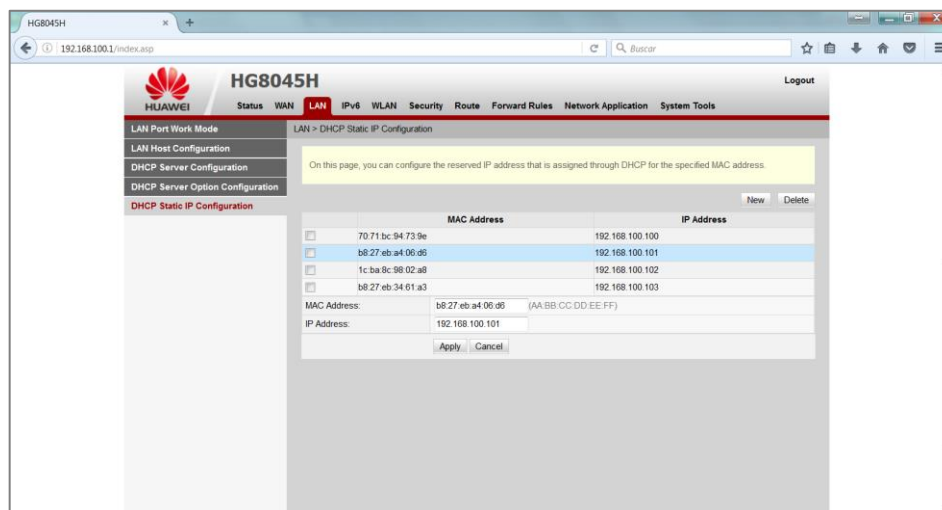 HG8045H
192.168.100.1/index.asp
Buscar
HUAWEI
HG8045H
Logout
Status WAN LAN IPv6 WLAN Security Route Forward Rules Network Application System Tools
LAN Port Work Mode
LAN > DHCP Static IP Configuration
LAN Host Configuration
DHCP Server Configuration
DHCP Server Option Configuration
DHCP Static IP Configuration
On this page, you can configure the reserved IP address that is assigned through DHCP for the specified MAC address.
New Delete
MAC Address IP Address
70:71:bc:94:73:9e 192.168.100.100
b8:27:eb:a4:06:d6 192.168.100.101
1c:ba:8c:98:02:a8 192.168.100.102
b8:27:eb:34:61:a3 192.168.100.103
MAC Address: b8:27:eb:a4:06:d6 (AA:BB:CC:DD:EE:FF)
IP Address: 192.168.100.101
Apply Cancel